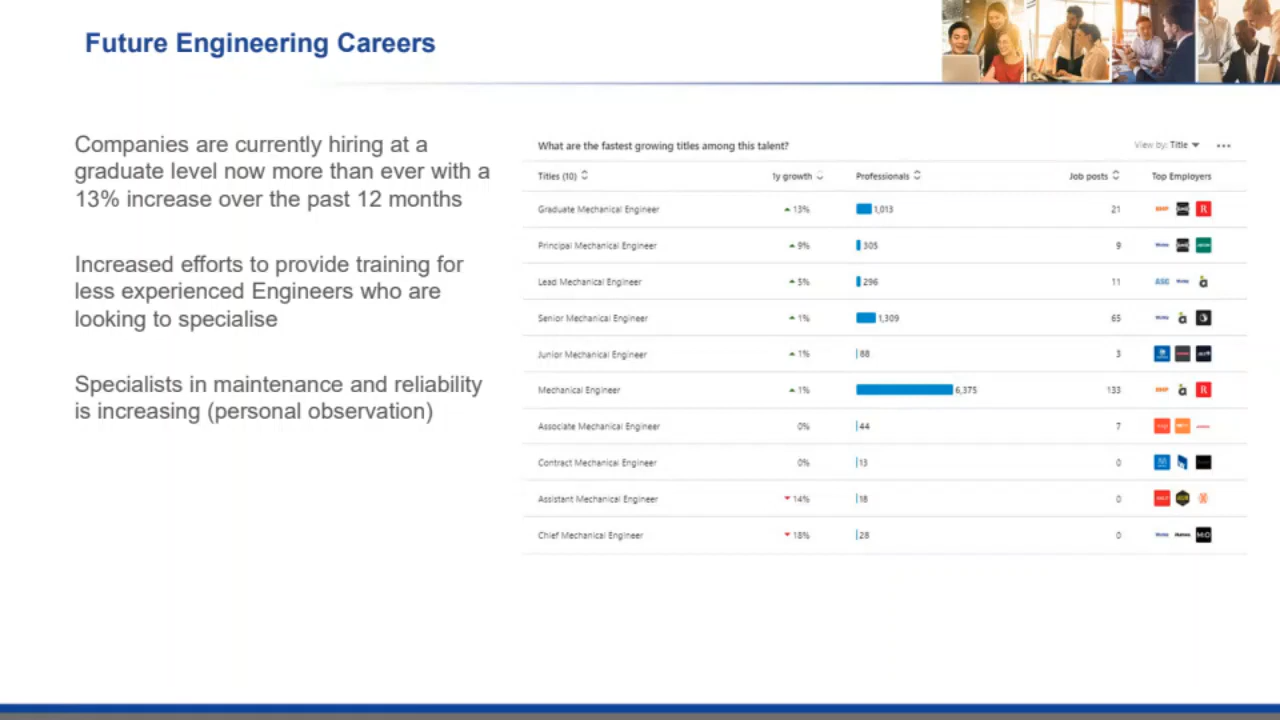 Future Engineering Careers
Companies are currently hiring at a
graduate level now more than ever with a
13% increase over the past 12 months
Increased efforts to provide training for
less experienced Engineers who are
looking to specialise
Specialists in maintenance and reliability
is increasing (personal observation)
What are the fastest growing titles among this talent?
View by: Title
Titles (10) 1y growth Professionals Job posts Top Employers
Graduate Mechanical Engineer 13% 1,013 21
Principal Mechanical Engineer 9% 305 9
Lead Mechanical Engineer 5% 296 11 ASC
Senior Mechanical Engineer 1% 1,309 65
Junior Mechanical Engineer 1% 88 3
Mechanical Engineer 1% 6,375 133
Associate Mechanical Engineer 0% 44 7
Contract Mechanical Engineer 0% 13 0
Assistant Mechanical Engineer 14% 18 0
Chief Mechanical Engineer 18% 28 0